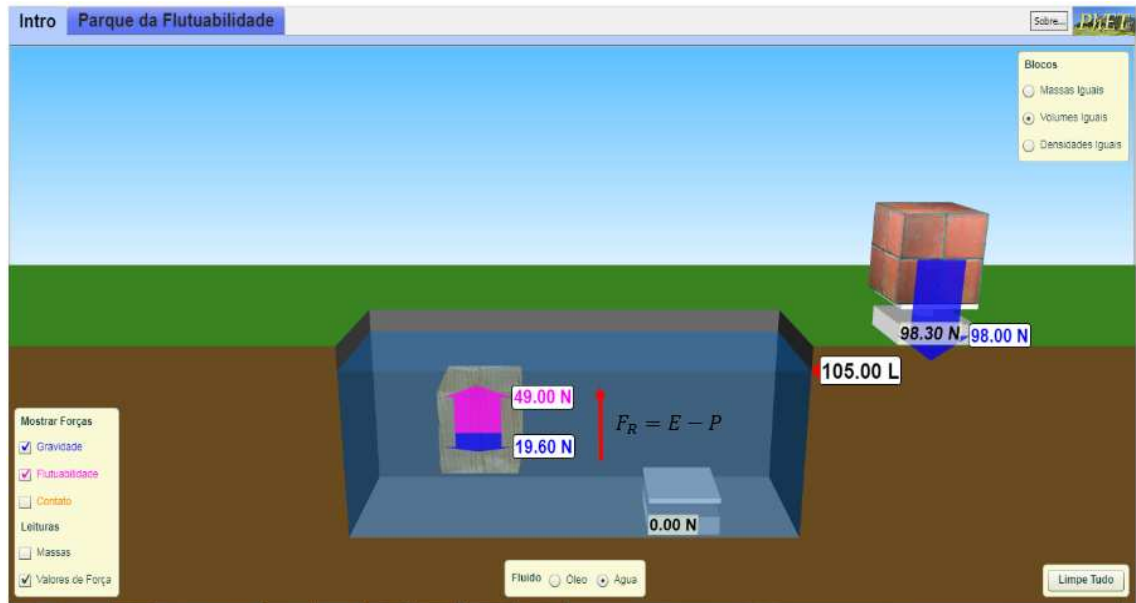 Intro
Parque da Flutuabilidade
Sobre...
PhET
Blocos
Massas Iguais
Volumes Iguais
Densidades Iguais
98.30 N
98.00 N
105.00 L
49.00 N
F_R = E − P
19.60 N
0.00 N
Mostrar Forças
Gravidade
Flutuabilidade
Contato
Leituras
Massas
Valores de Força
Fluido
Óleo
Água
Limpe Tudo